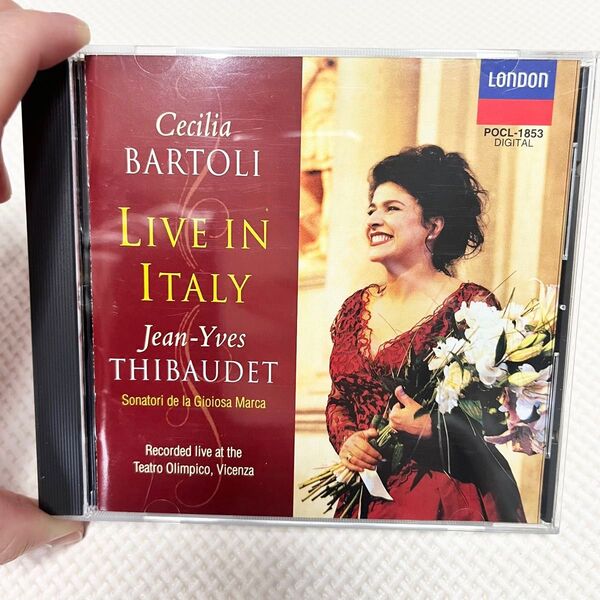 Cecilia
BARTOLI
LIVE IN
ITALY
Jean-Yves
THIBAUDET
Sonatori de la Gioiosa Marca
Recorded live at the
Teatro Olimpico, Vicenza
LONDON
POCL-1853
DIGITAL